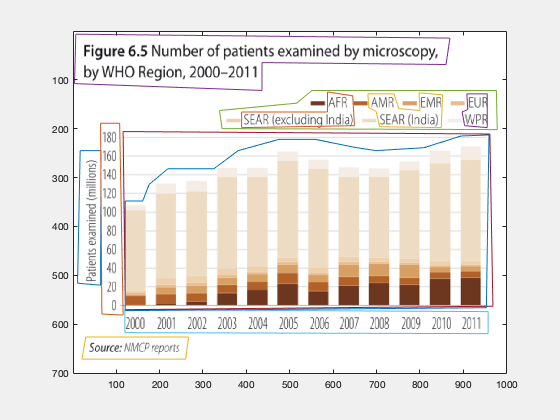 Figure 6.5 Number of patients examined by microscopy,
by WHO Region, 2000–2011
100
200
300
400
500
600
700
AFR AMR EMR EUR
SEAR (excluding India) SEAR (India) WPR
Patients examined (millions)
180
160
140
120
100
80
60
40
20
0
2000 2001 2002 2003 2004 2005 2006 2007 2008 2009 2010 2011
Source: NMCP reports
100 200 300 400 500 600 700 800 900 1000